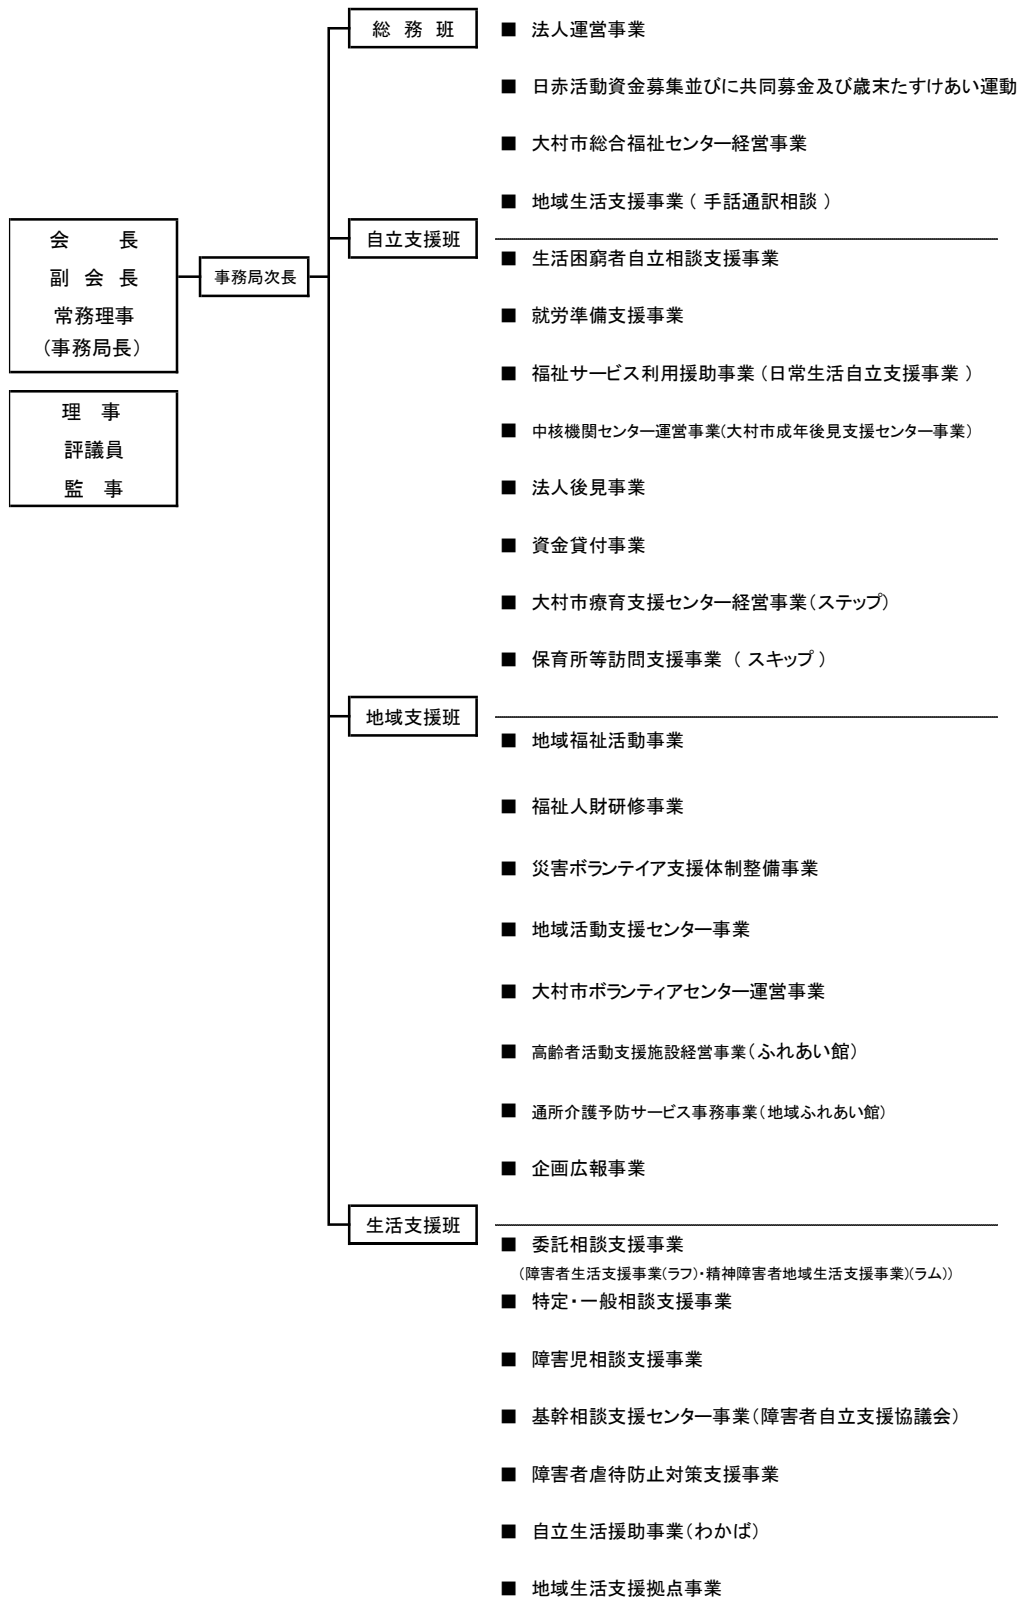 会 長
副 会 長
常務理事
(事務局長)
理 事
評議員
監 事
事務局次長
総 務 班
■ 法人運営事業
■ 日赤活動資金募集並びに共同募金及び歳末たすけあい運動
■ 大村市総合福祉センター経営事業
■ 地域生活支援事業( 手話通訳相談 )
自立支援班
■ 生活困窮者自立相談支援事業
■ 就労準備支援事業
■ 福祉サービス利用援助事業(日常生活自立支援事業 )
■ 中核機関センター運営事業(大村市成年後見支援センター事業)
■ 法人後見事業
■ 資金貸付事業
■ 大村市療育支援センター経営事業(ステップ)
■ 保育所等訪問支援事業 ( スキップ )
地域支援班
■ 地域福祉活動事業
■ 福祉人財研修事業
■ 災害ボランテイア支援体制整備事業
■ 地域活動支援センター事業
■ 大村市ボランティアセンター運営事業
■ 高齢者活動支援施設経営事業(ふれあい館)
■ 通所介護予防サービス事務事業(地域ふれあい館)
■ 企画広報事業
生活支援班
■ 委託相談支援事業
(障害者生活支援事業(ラフ)・精神障害者地域生活支援事業)(ラム))
■ 特定・一般相談支援事業
■ 障害児相談支援事業
■ 基幹相談支援センター事業(障害者自立支援協議会)
■ 障害者虐待防止対策支援事業
■ 自立生活援助事業(わかば)
■ 地域生活支援拠点事業